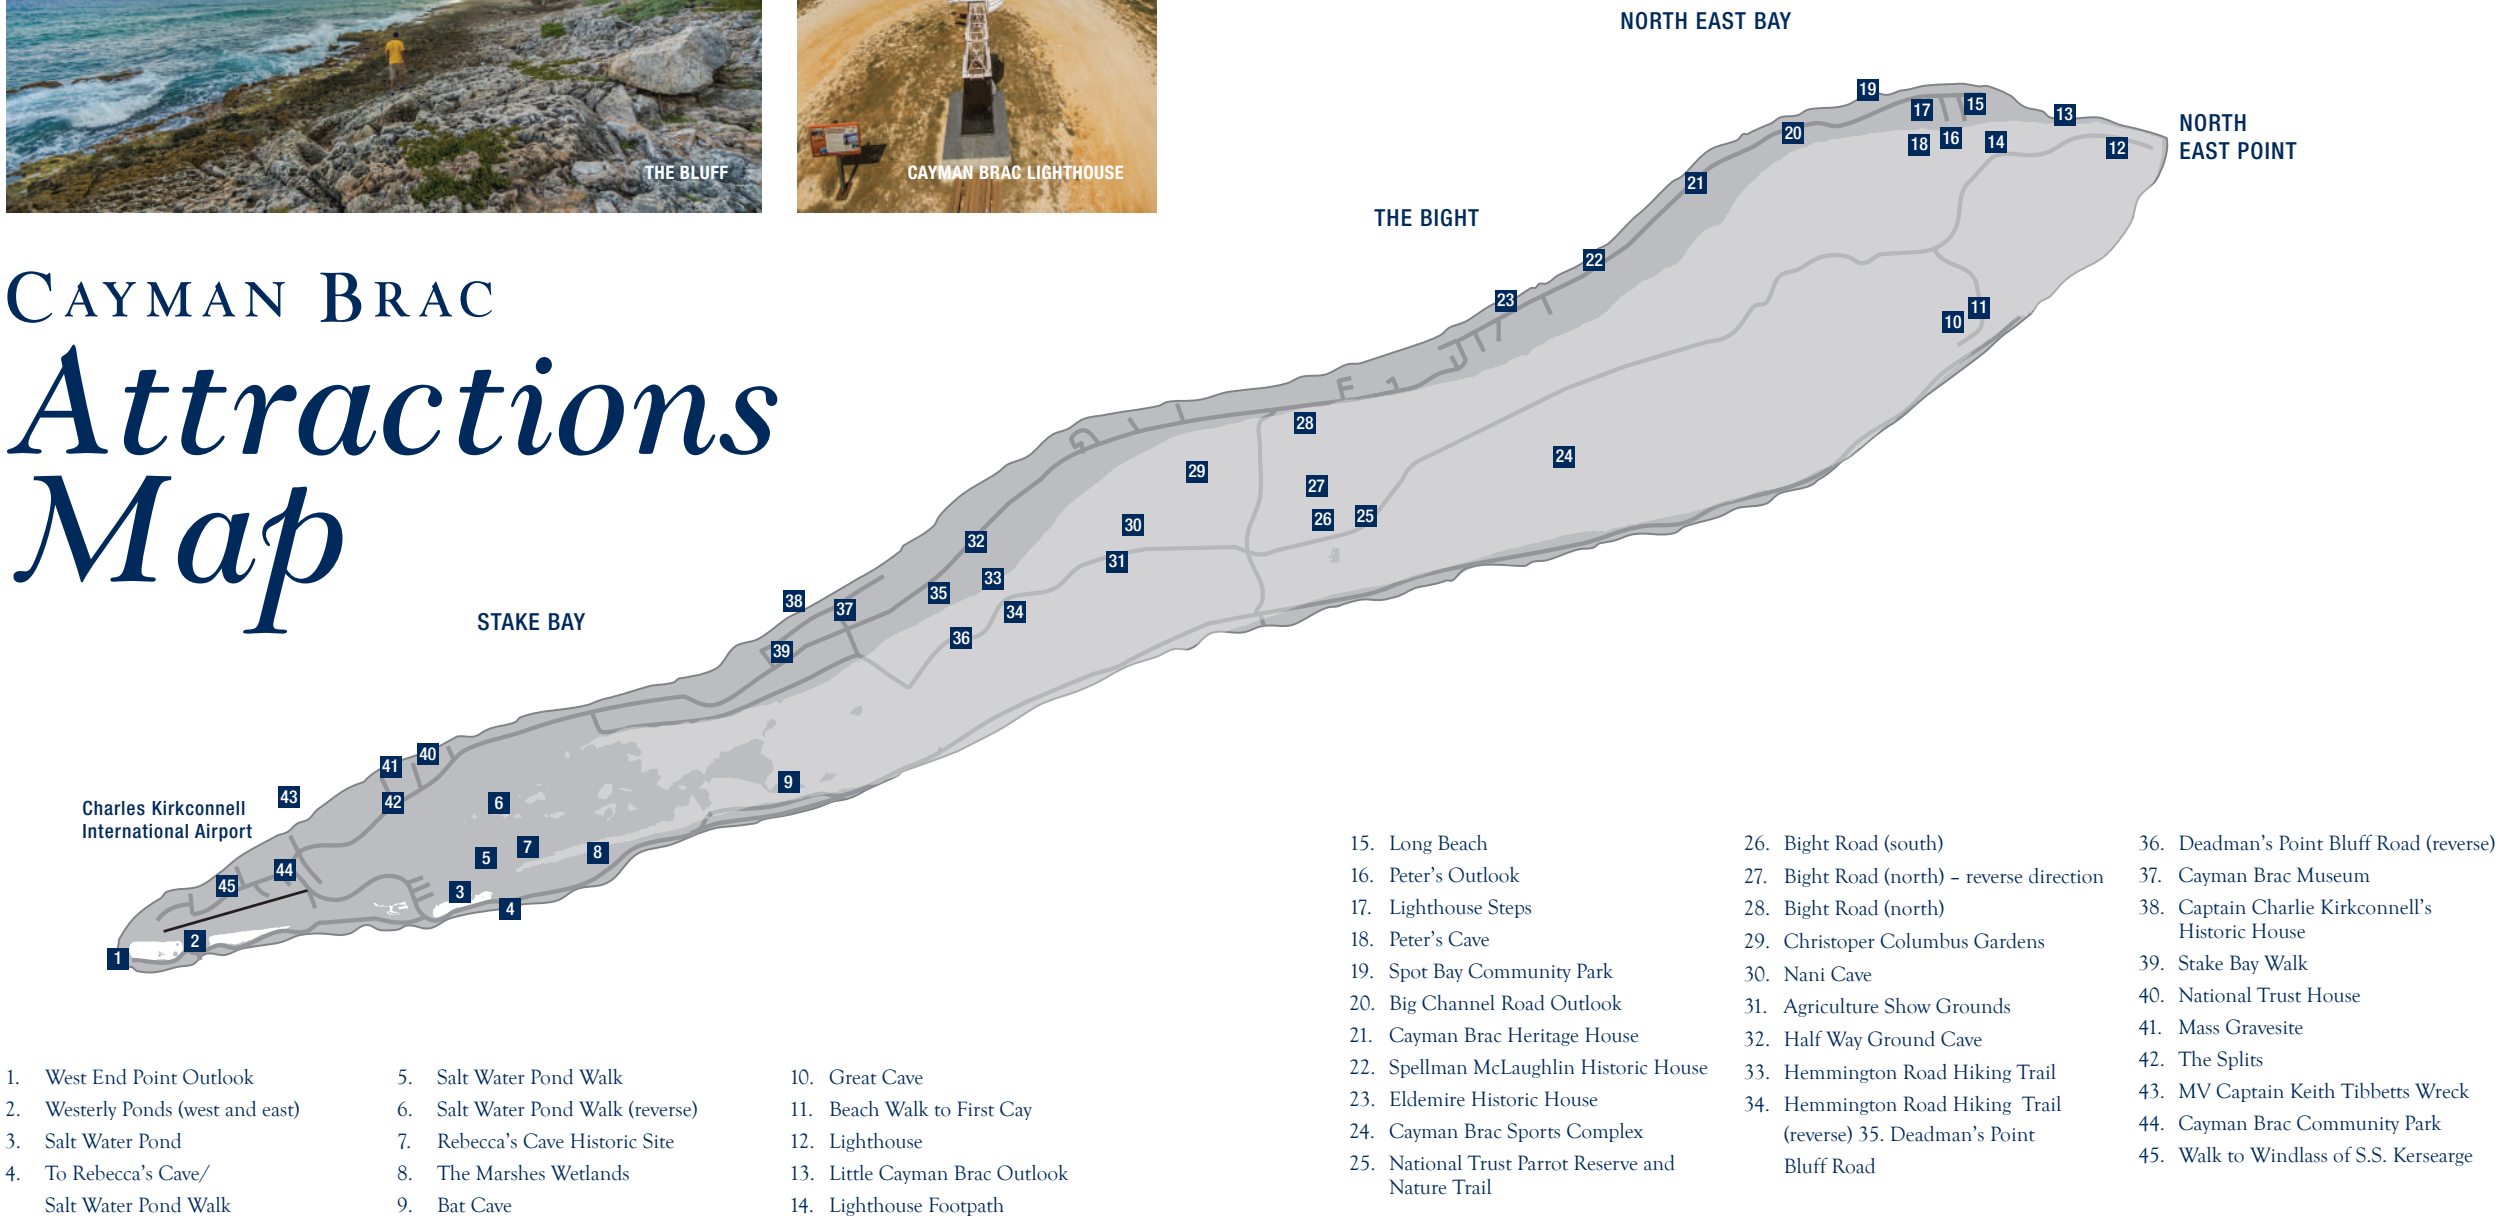 THE BLUFF
CAYMAN BRAC LIGHTHOUSE
CAYMAN BRAC
Attractions
Map
NORTH EAST BAY
NORTH
EAST POINT
THE BIGHT
STAKE BAY
Charles Kirkconnell
International Airport
19
17
15
13
20
18
16
14
12
21
22
23
11
10
28
29
24
27
26
25
30
32
31
33
35
34
38
37
36
39
40
41
9
43
42
6
7
8
5
44
45
3
4
2
1
1. West End Point Outlook
2. Westerly Ponds (west and east)
3. Salt Water Pond
4. To Rebecca's Cave/
Salt Water Pond Walk
5. Salt Water Pond Walk
6. Salt Water Pond Walk (reverse)
7. Rebecca's Cave Historic Site
8. The Marshes Wetlands
9. Bat Cave
10. Great Cave
11. Beach Walk to First Cay
12. Lighthouse
13. Little Cayman Brac Outlook
14. Lighthouse Footpath
15. Long Beach
16. Peter's Outlook
17. Lighthouse Steps
18. Peter's Cave
19. Spot Bay Community Park
20. Big Channel Road Outlook
21. Cayman Brac Heritage House
22. Spellman McLaughlin Historic House
23. Eldemire Historic House
24. Cayman Brac Sports Complex
25. National Trust Parrot Reserve and
Nature Trail
26. Bight Road (south)
27. Bight Road (north) – reverse direction
28. Bight Road (north)
29. Christoper Columbus Gardens
30. Nani Cave
31. Agriculture Show Grounds
32. Half Way Ground Cave
33. Hemmington Road Hiking Trail
34. Hemmington Road Hiking Trail
(reverse) 35. Deadman's Point
Bluff Road
36. Deadman's Point Bluff Road (reverse)
37. Cayman Brac Museum
38. Captain Charlie Kirkconnell's
Historic House
39. Stake Bay Walk
40. National Trust House
41. Mass Gravesite
42. The Splits
43. MV Captain Keith Tibbetts Wreck
44. Cayman Brac Community Park
45. Walk to Windlass of S.S. Kersearge